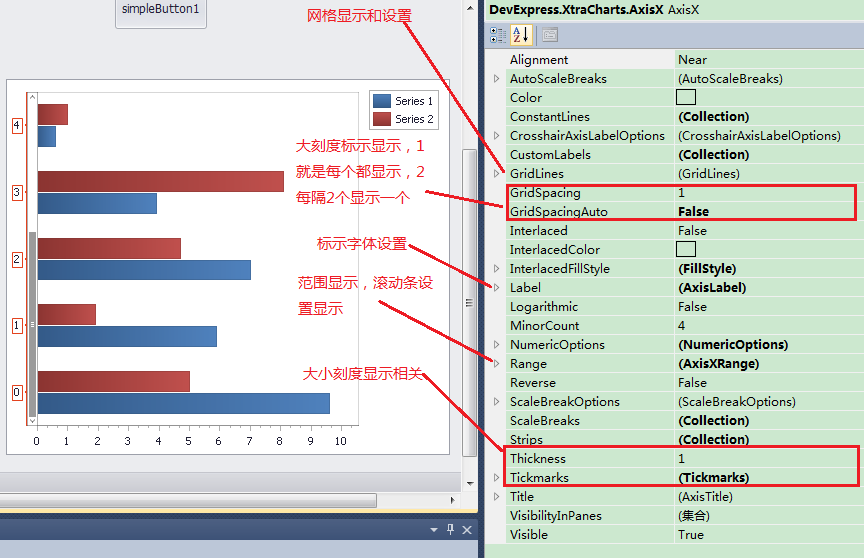 simpleButton1
网格显示和设置
Series 1
Series 2
大刻度标示显示，1
就是每个都显示，2
每隔2个显示一个
标示字体设置
范围显示，滚动条设
置显示
大小刻度显示相关
4
3
2
1
0
0 1 2 3 4 5 6 7 8 9 10
DevExpress.XtraCharts.AxisX AxisX
Alignment Near
AutoScaleBreaks (AutoScaleBreaks)
Color
ConstantLines (Collection)
CrosshairAxisLabelOptions (CrosshairAxisLabelOptions)
CustomLabels (Collection)
GridLines (GridLines)
GridSpacing 1
GridSpacingAuto False
Interlaced False
InterlacedColor
InterlacedFillStyle (FillStyle)
Label (AxisLabel)
Logarithmic False
MinorCount 4
NumericOptions (NumericOptions)
Range (AxisXRange)
Reverse False
ScaleBreakOptions (ScaleBreakOptions)
ScaleBreaks (Collection)
Strips (Collection)
Thickness 1
Tickmarks (Tickmarks)
Title (AxisTitle)
VisibilityInPanes (集合)
Visible True